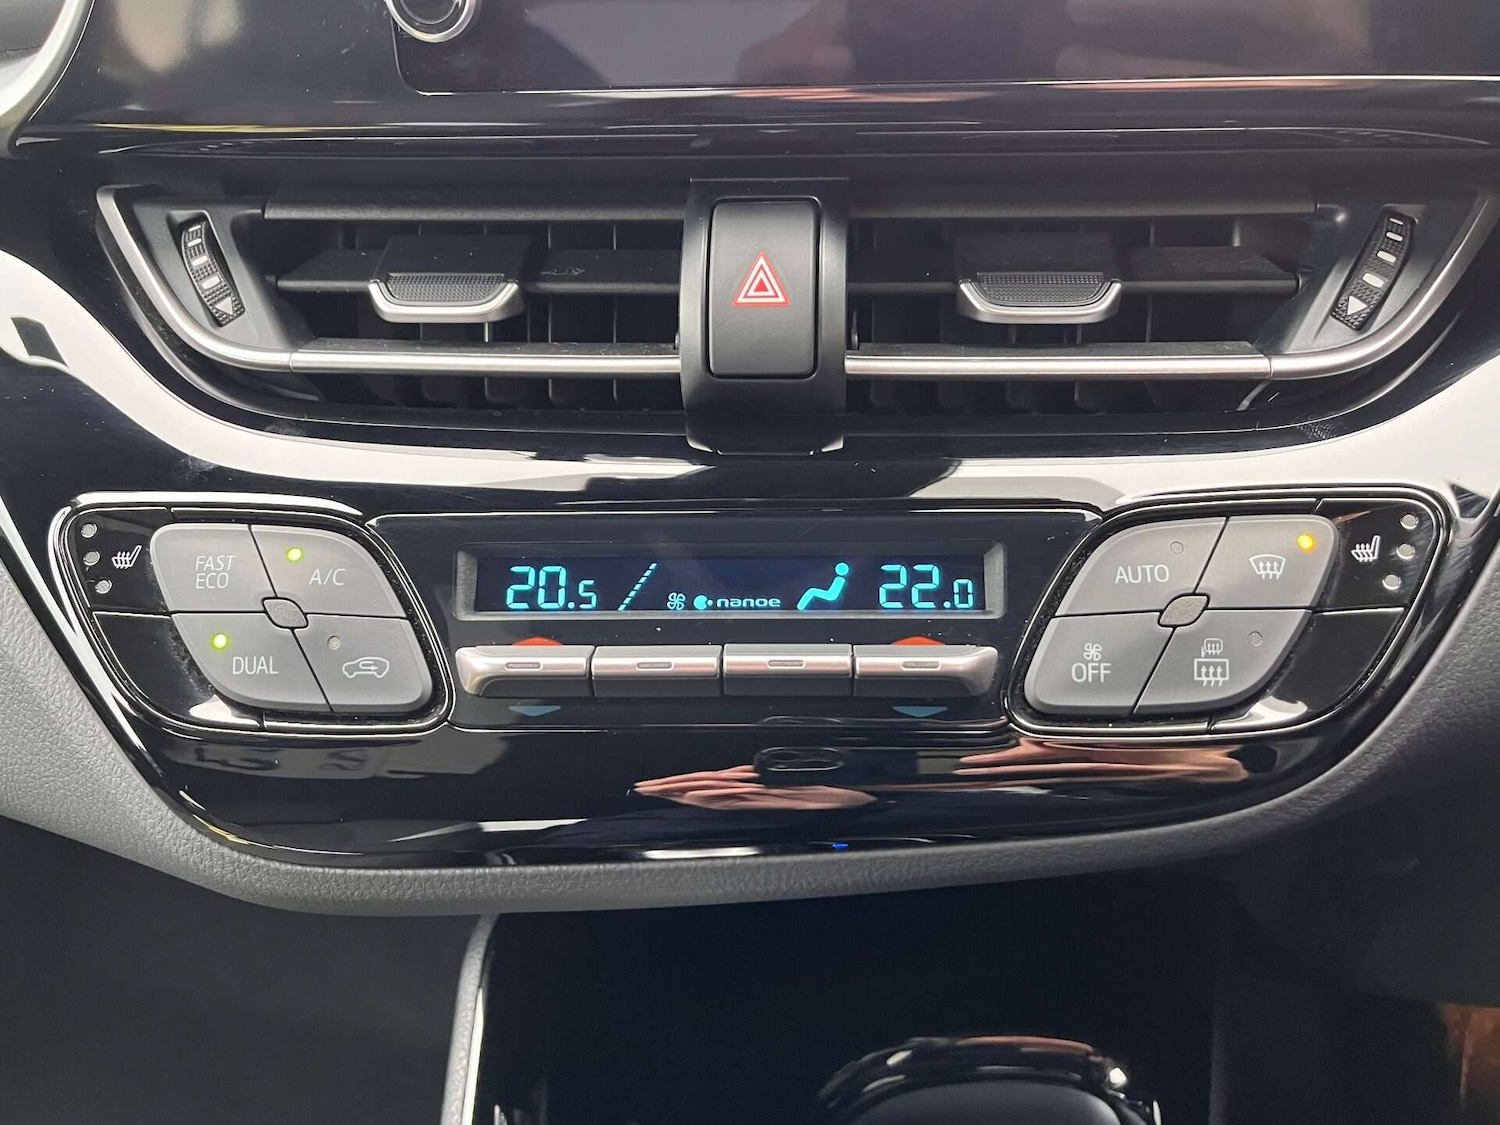 FAST
ECO
A/C
DUAL
20.5
nanoe
22.0
AUTO
OFF